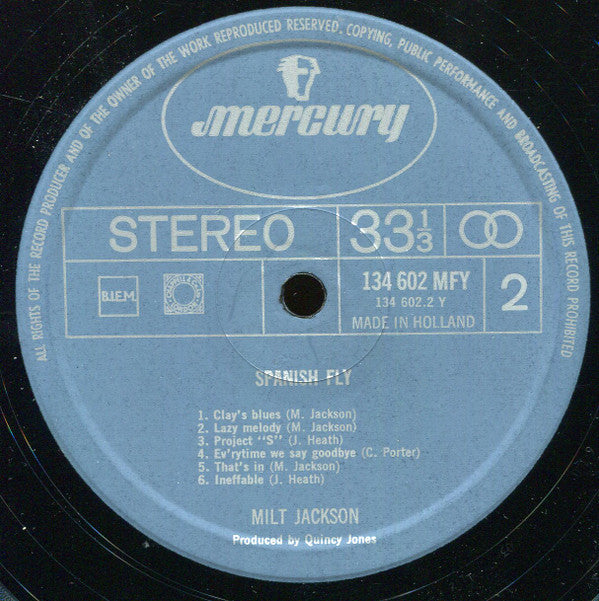 ALL RIGHTS OF THE RECORD PRODUCER AND OF THE OWNER OF THE WORK REPRODUCED RESERVED. COPYING, PUBLIC PERFORMANCE AND BROADCASTING OF THIS RECORD PROHIBITED
mercury
STEREO 33 1/3
B.I.E.M. 134 602 MFY 2
134 602.2 Y
MADE IN HOLLAND
SPANISH FLY
1. Clay's blues (M. Jackson)
2. Lazy melody (M. Jackson)
3. Project "S" (J. Heath)
4. Ev'rytime we say goodbye (C. Porter)
5. That's in (M. Jackson)
6. Ineffable (J. Heath)
MILT JACKSON
Produced by Quincy Jones